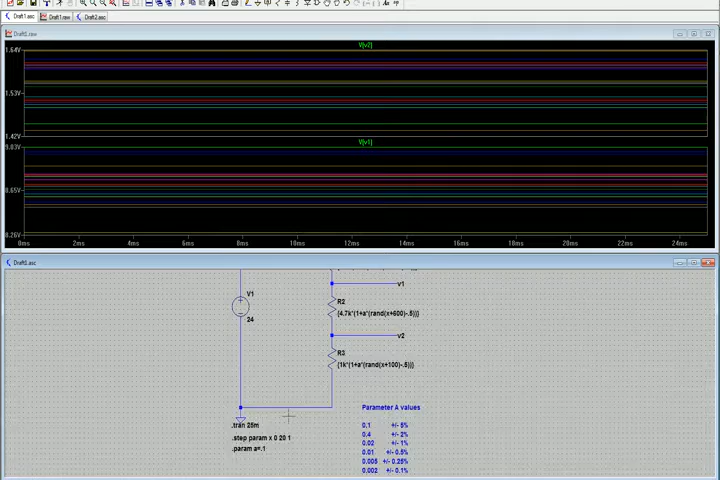 Draft1.asc Draft1.raw Draft2.asc
Draft1.raw
V(v2)
1.64V
1.53V
1.42V
V(v1)
9.03V
8.65V
8.26V
0ms 2ms 4ms 6ms 8ms 10ms 12ms 14ms 16ms 18ms 20ms 22ms 24ms
Draft1.asc
v1
V1
24
R2
{4.7k*(1+a*(rand(x+600)-.5))}
v2
R3
{1k*(1+a*(rand(x+100)-.5)}
.tran 25m
.step param x 0 20 1
.param a=.1
Parameter A values
0.1 +/- 5%
0.4 +/- 2%
0.02 +/- 1%
0.01 +/- 0.5%
0.005 +/- 0.25%
0.002 +/- 0.1%